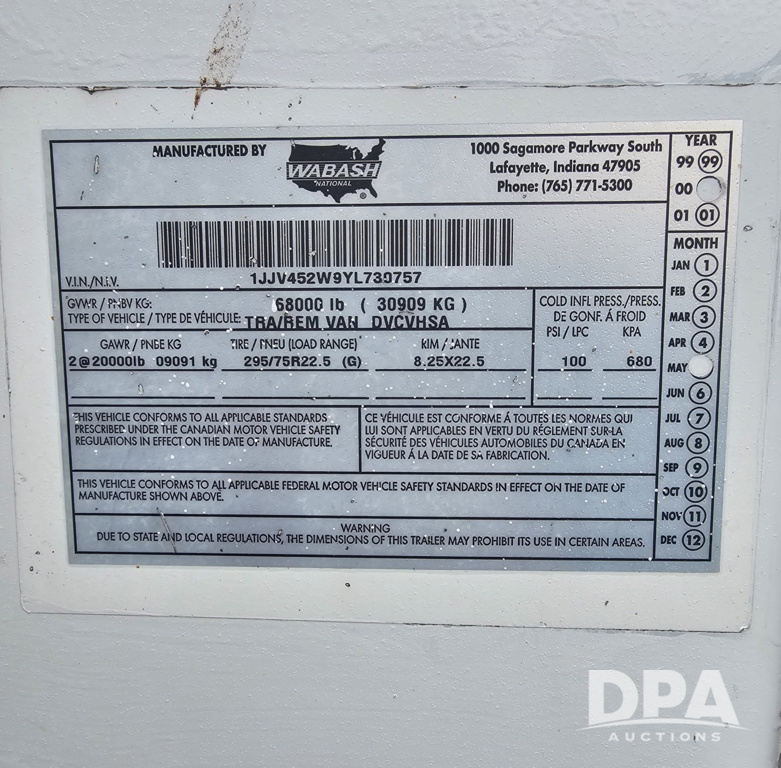 MANUFACTURED BY
WABASH
NATIONAL
®
1000 Sagamore Parkway South
Lafayette, Indiana 47905
Phone: (765) 771-5300
YEAR
99 99
00
01 01
MONTH
JAN 1
FEB 2
MAR 3
APR 4
MAY
JUN 6
JUL 7
AUG 8
SEP 9
OCT 10
NOV 11
DEC 12
V.I.N./N.I.V.
1JJV452W9YL730757
GVWR / PNBV KG:
68000 lb ( 30909 KG )
TYPE OF VEHICLE / TYPE DE VÉHICULE:
TRA/REM VAN DVCVHSA
COLD INFL PRESS./PRESS.
DE GONF. Á FROID
PSI / LPC KPA
100 680
GAWR / PNBE KG TIRE / PNEU (LOAD RANGE) RIM / JANTE
2@20000lb 09091 kg 295/75R22.5 (G) 8.25X22.5
THIS VEHICLE CONFORMS TO ALL APPLICABLE STANDARDS
PRESCRIBED UNDER THE CANADIAN MOTOR VEHICLE SAFETY
REGULATIONS IN EFFECT ON THE DATE OF MANUFACTURE.
CE VÉHICULE EST CONFORME Á TOUTES LES NORMES QUI
LUI SONT APPLICABLES EN VERTU DU RÉGLEMENT SUR LA
SÉCURITÉ DES VÉHICULES AUTOMOBILES DU CANADA EN
VIGUEUR Á LA DATE DE SA FABRICATION.
THIS VEHICLE CONFORMS TO ALL APPLICABLE FEDERAL MOTOR VEHICLE SAFETY STANDARDS IN EFFECT ON THE DATE OF
MANUFACTURE SHOWN ABOVE.
WARNING
DUE TO STATE AND LOCAL REGULATIONS, THE DIMENSIONS OF THIS TRAILER MAY PROHIBIT ITS USE IN CERTAIN AREAS.
DPA
AUCTIONS